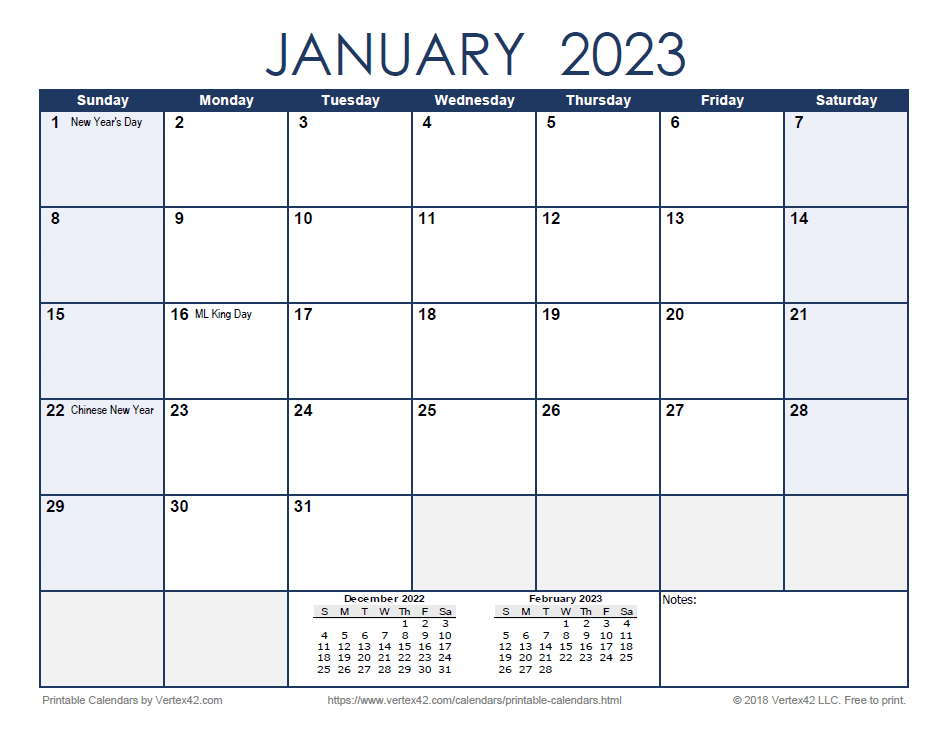 JANUARY 2023
Sunday Monday Tuesday Wednesday Thursday Friday Saturday
1 New Year's Day 2 3 4 5 6 7
8 9 10 11 12 13 14
15 16 ML King Day 17 18 19 20 21
22 Chinese New Year 23 24 25 26 27 28
29 30 31
December 2022
S M T W Th F Sa
1 2 3
4 5 6 7 8 9 10
11 12 13 14 15 16 17
18 19 20 21 22 23 24
25 26 27 28 29 30 31
February 2023
S M T W Th F Sa
1 2 3 4
5 6 7 8 9 10 11
12 13 14 15 16 17 18
19 20 21 22 23 24 25
26 27 28
Notes:
Printable Calendars by Vertex42.com https://www.vertex42.com/calendars/printable-calendars.html © 2018 Vertex42 LLC. Free to print.